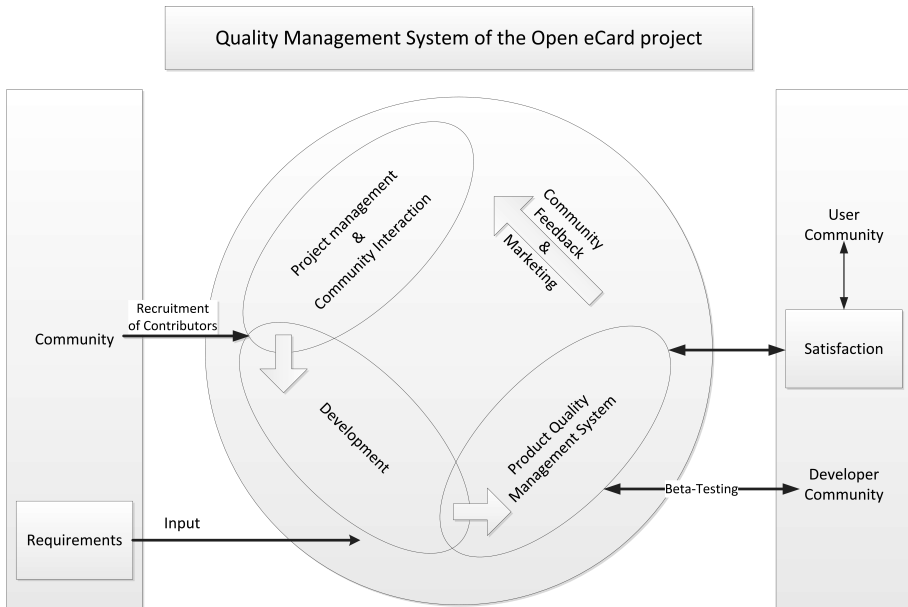 Quality Management System of the Open eCard project
Project management
&
Community Interaction
Community
Feedback
&
Marketing
User
Community
Recruitment
of Contributors
Community
Satisfaction
Development
Product Quality
Management System
Beta-Testing
Developer
Community
Input
Requirements